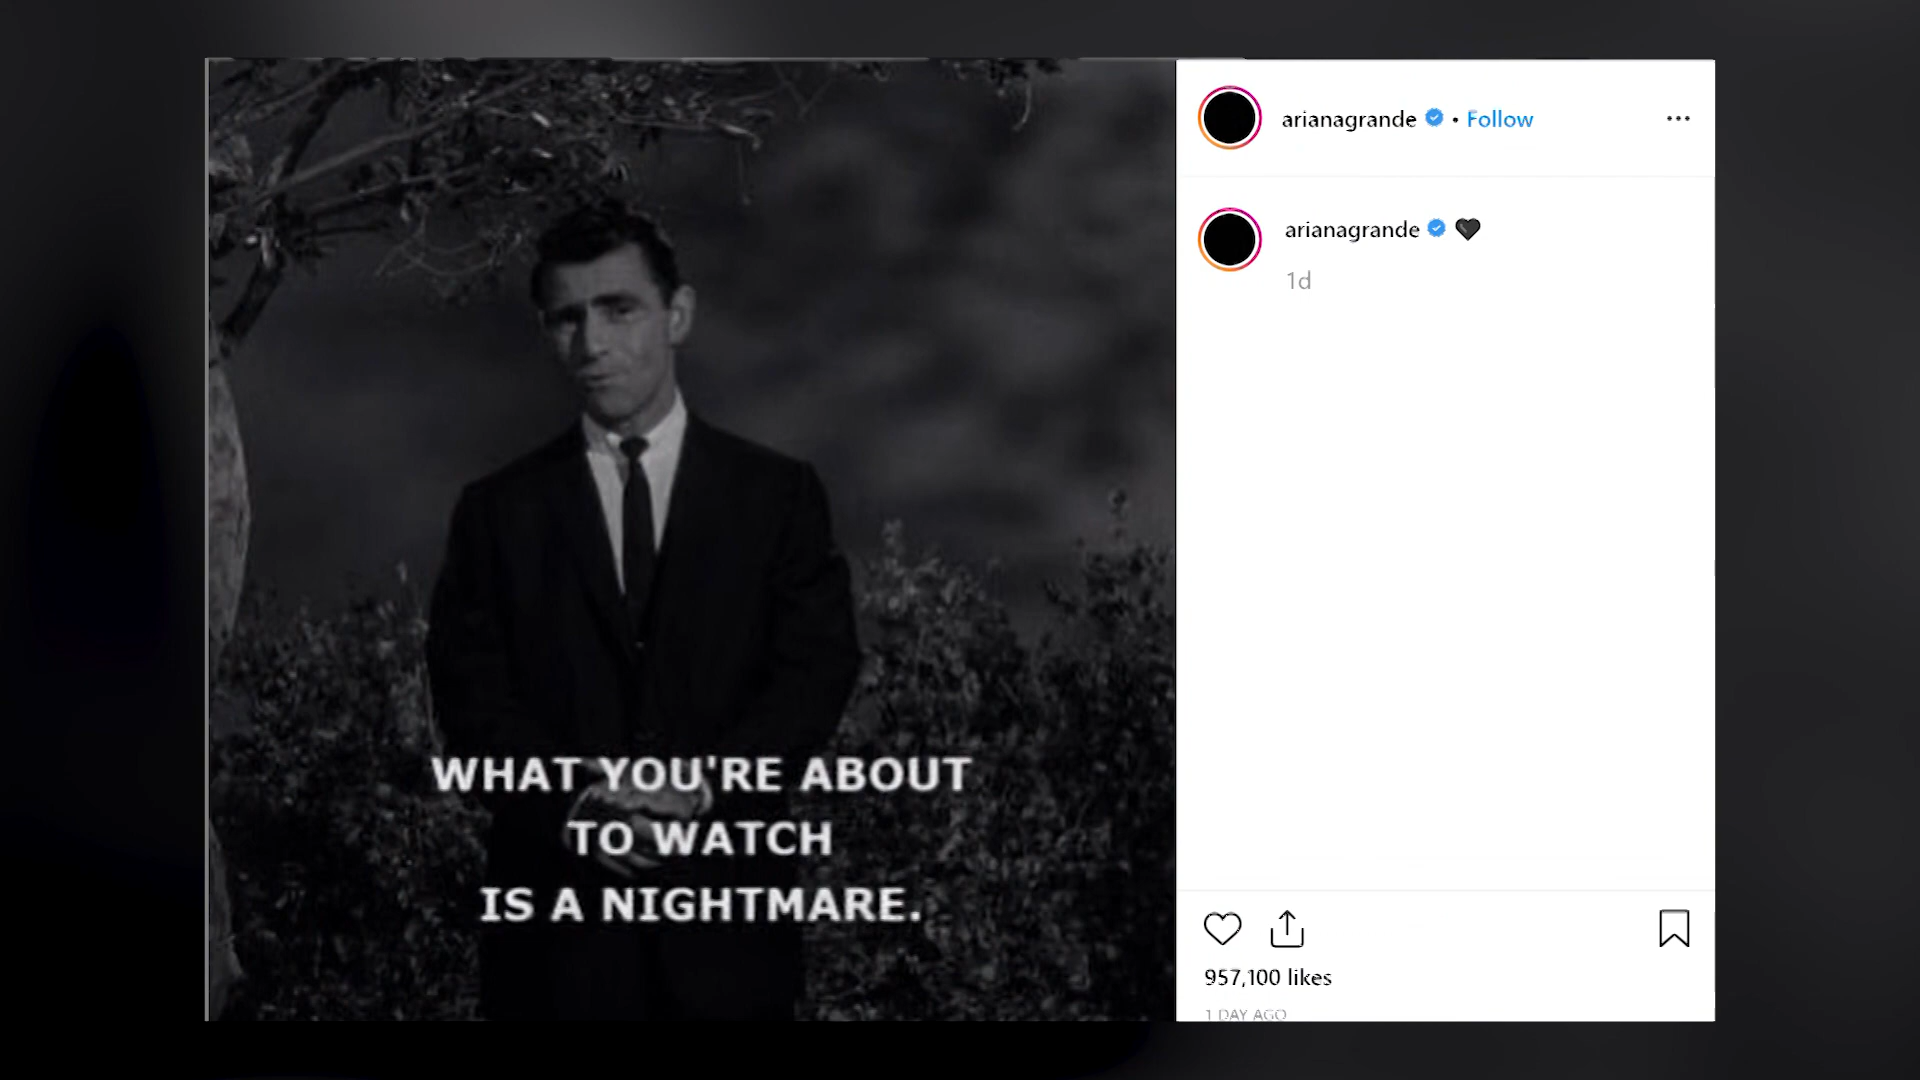 WHAT YOU'RE ABOUT
TO WATCH
IS A NIGHTMARE.
arianagrande • Follow
arianagrande 🖤
1d
957,100 likes
1 DAY AGO